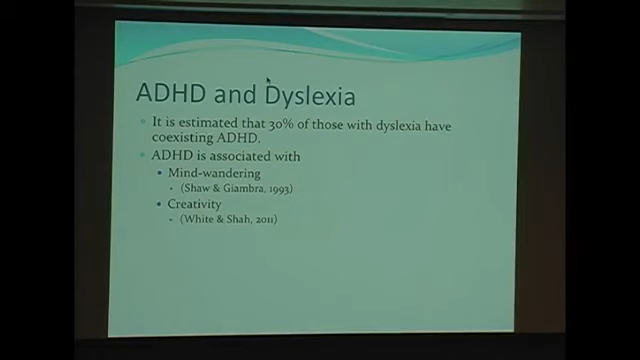 ADHD and Dyslexia
It is estimated that 30% of those with dyslexia have
coexisting ADHD.
ADHD is associated with
Mind-wandering
(Shaw & Giambra, 1993)
Creativity
(White & Shah, 2011)